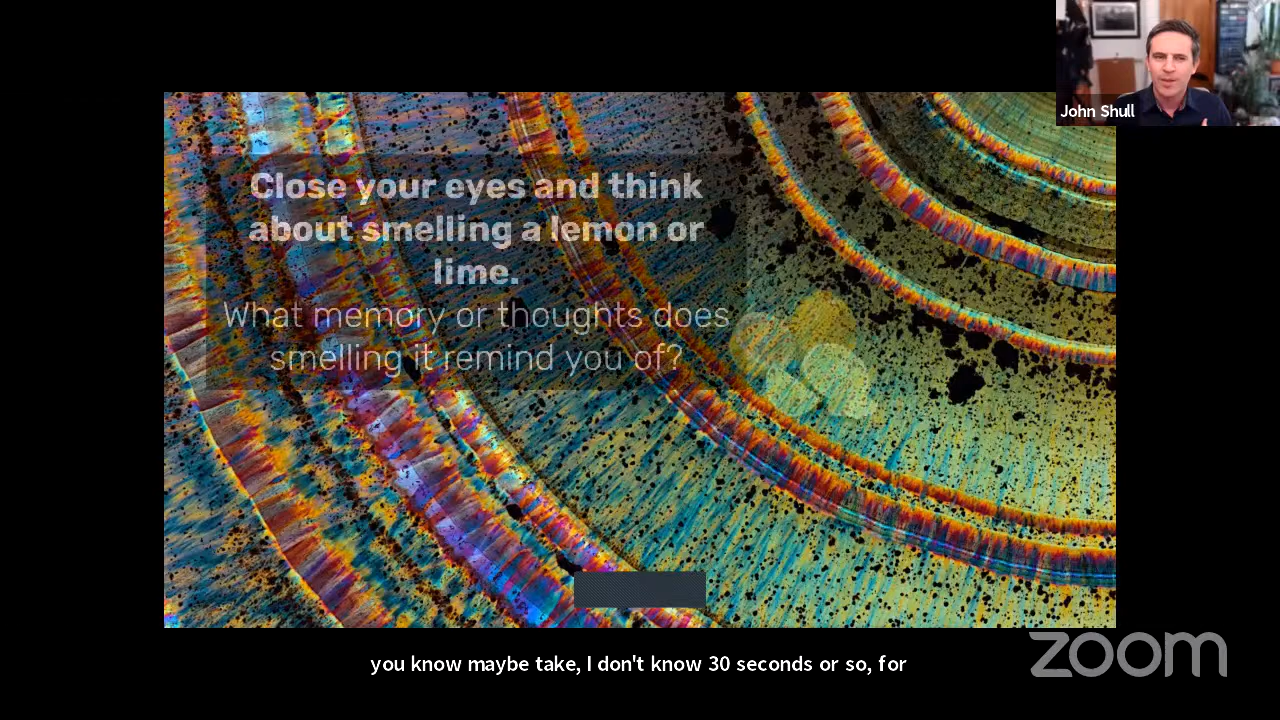 John Shull
Close your eyes and think
about smelling a lemon or
lime.
What memory or thoughts does
smelling it remind you of?
you know maybe take, I don't know 30 seconds or so, for
zoom